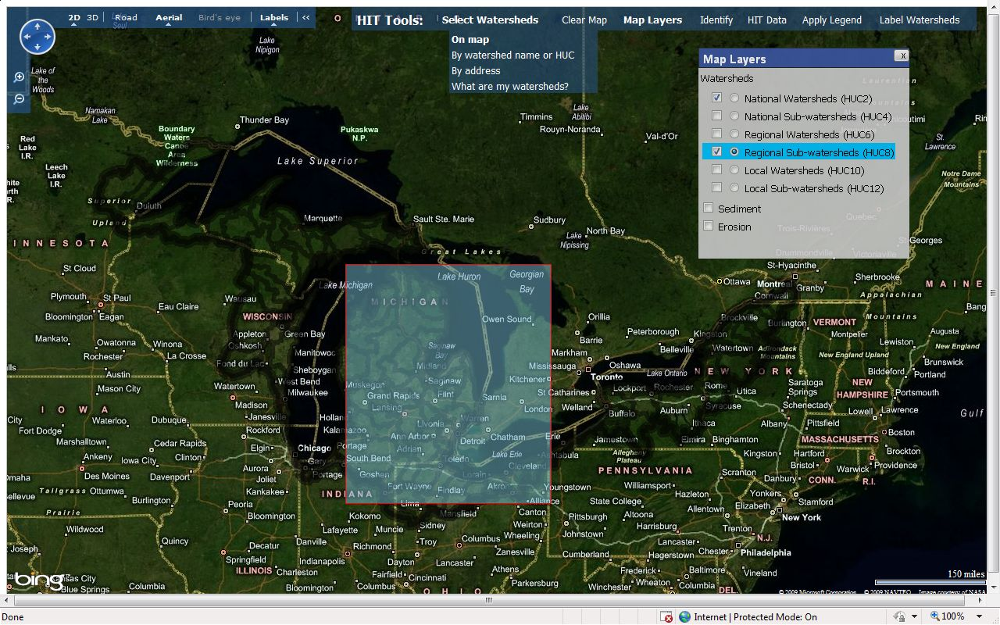 2D 3D Road Aerial Bird's eye Labels <<
HIT Tools: Select Watersheds Clear Map Map Layers Identify HIT Data Apply Legend Label Watersheds
On map
By watershed name or HUC
By address
What are my watersheds?
Map Layers x
Watersheds
National Watersheds (HUC2)
National Sub-watersheds (HUC4)
Regional Watersheds (HUC6)
Regional Sub-watersheds (HUC8)
Local Watersheds (HUC10)
Local Sub-watersheds (HUC12)
Sediment
Erosion
Lake
Nipigon
Lake of
the
Woods
Namakan
Lake
Thunder Bay
Boundary
Waters
Canoe
Area
Wilderness
Pukaskwa
N.P.
Red
Lake
I.R.
Leech
Lake
I.R.
Lake Superior
Superior
Upland
Duluth
Marquette
Sault Ste. Marie
Sudbury
North Bay
Lake
Nipissing
Timmins
Rouyn-Noranda
Val-d'Or
Lake
Abitibi
St.
Lawrence
Notre Dame
Mountains
Quebec
Trois-Rivières
St-Georges
Drummondville
Victoriaville
St-Hyacinthe
Sherbrooke
Montreal
Granby
Cornwall
Ottawa
MAINE
Appalachian
Mountains
INNESOTA
St Cloud
Plymouth
St Paul
Bloomington
Eagan
Eau Claire
Wausau
WISCONSIN
Mankato
Owatonna
Winona
Rochester
La Crosse
Austin
Mason City
Appleton
Oshkosh
Green Bay
Fond du Lac
Manitowoc
Sheboygan
West Bend
Milwaukee
Watertown
Madison
Janesville
Rockford
Great Lakes
Lake Michigan
Lake Huron
Georgian
Bay
MICHIGAN
Owen Sound
Saginaw
Bay
Midland
Saginaw
Muskegon
Grand Rapids
Flint
Lansing
Holland
Kalamazoo
Sarnia
London
Kitchener
Mississauga
Livonia
Warren
Ann Arbor
Detroit
Chatham
Adrian
Portage
South Bend
Goshen
Toledo
Lake Erie
Lorain
Cleveland
Fort Wayne
Findlay
Akron
Lima
Mansfield
Alliance
Canton
Youngstown
Erie
Ashtabula
Orillia
Barrie
Markham
Peterborough
Belleville
Oshawa
Toronto
Lake Ontario
St Catharines
Welland
Lockport
Rochester
Buffalo
Kingston
Brockville
Watertown
Burlington
Adirondack
Mountains
VERMONT
Montpelier
New England Upland
Augusta
Lewiston
New England
Brunswick
Biddeford
Portland
Portsmouth
NEW YORK
Rome
Utica
Syracuse
Auburn
Ithaca
Saratoga
Springs
Schenectady
Albany
NEW
HAMPSHIRE
Lowell
Lawrence
Gulf
Pittsfield
Boston
MASSACHUSETTS
Brockton
Hartford
Bristol
Warwick
Providence
CONN.
R.I.
Jamestown
Elmira
Binghamton
Kingston
Allegheny
Plateau
PENNSYLVANIA
Scranton
Danbury
Williamsport
Hazleton
Yonkers
Stamford
State College
Allentown
Elizabeth
New York
Pittsburgh
Altoona
Trenton
Harrisburg
Johnstown
N.J.
Lancaster
Chester
Philadelphia
Cumberland
Hagerstown
Frederick
Baltimore
Vineland
Winchester
Wheaton
Columbia
DEL.
IOWA
Waterloo
Dubuque
City
Fort Dodge
Marshalltown
Cedar Rapids
Ankeny
Iowa City
Clinton
Des Moines
Davenport
Omaha
Bellevue
Tallgrass
Prairie
Ottumwa
Burlington
Wildwood
Quincy
St Joseph
Elgin
Chicago
Gary
Portage
Aurora
Joliet
Kankakee
Peoria
Bloomington
Decatur
Springfield
ILLINOIS
Charleston
Danville
INDIANA
Kokomo
Lafayette
Muncie
Richmond
Indianapolis
Bloomington
Columbus
Sidney
Troy
Dayton
Fairfield
Cincinnati
Columbus
Lancaster
Zanesville
Weirton
Wheeling
Athens
Parkersburg
OHIO
Kansas City
Blue Springs
Columbia
bing
150 miles
© 2009 Microsoft Corporation © 2009 NAVTEQ Image courtesy of NASA
Done Internet | Protected Mode: On 100%